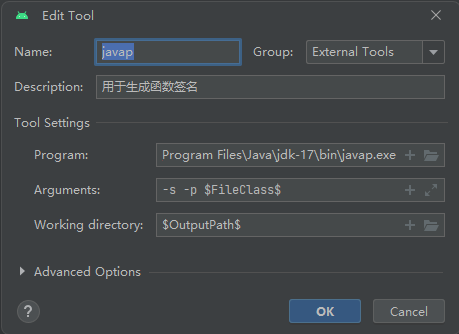 Edit Tool
Name: javap Group: External Tools
Description: 用于生成函数签名
Tool Settings
Program: Program Files\Java\jdk-17\bin\javap.exe
Arguments: -s -p $FileClass$
Working directory: $OutputPath$
Advanced Options
? OK Cancel